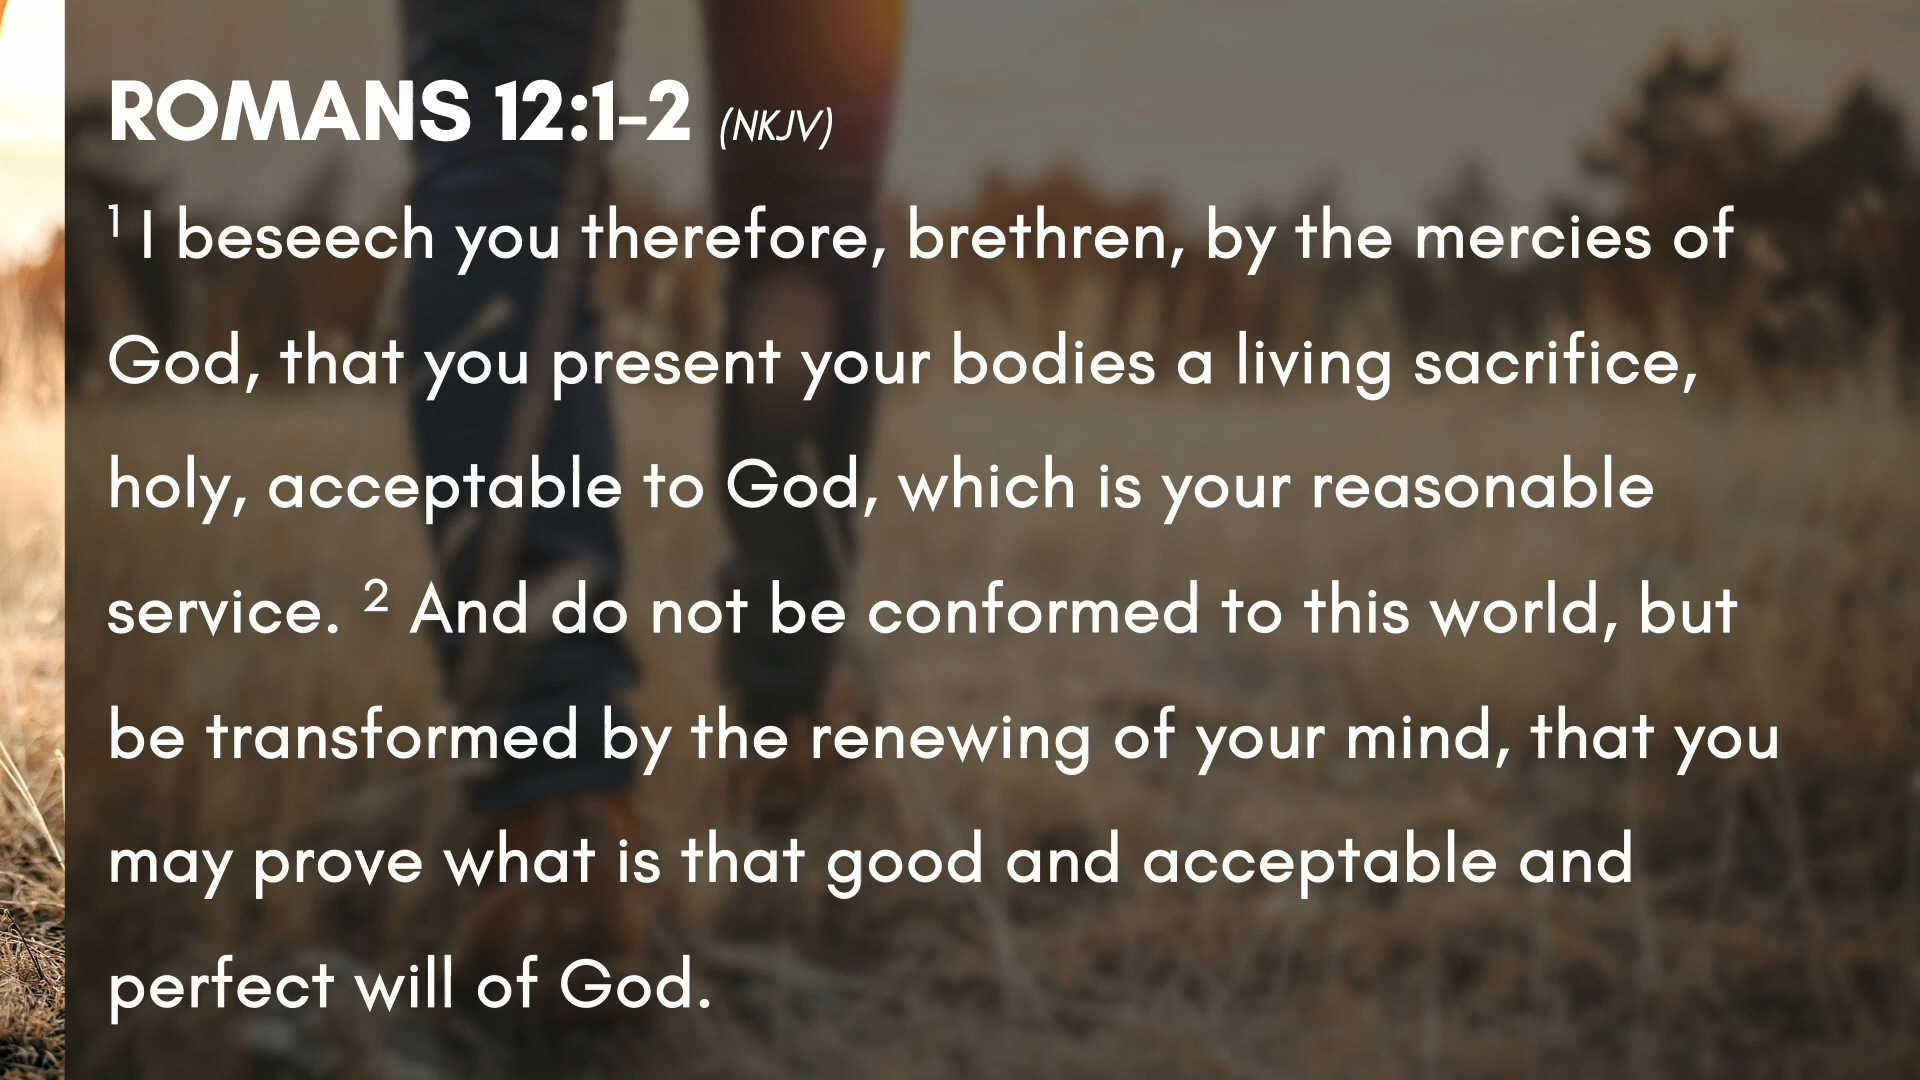 ROMANS 12:1-2 (NKJV)
¹ I beseech you therefore, brethren, by the mercies of
God, that you present your bodies a living sacrifice,
holy, acceptable to God, which is your reasonable
service. ² And do not be conformed to this world, but
be transformed by the renewing of your mind, that you
may prove what is that good and acceptable and
perfect will of God.